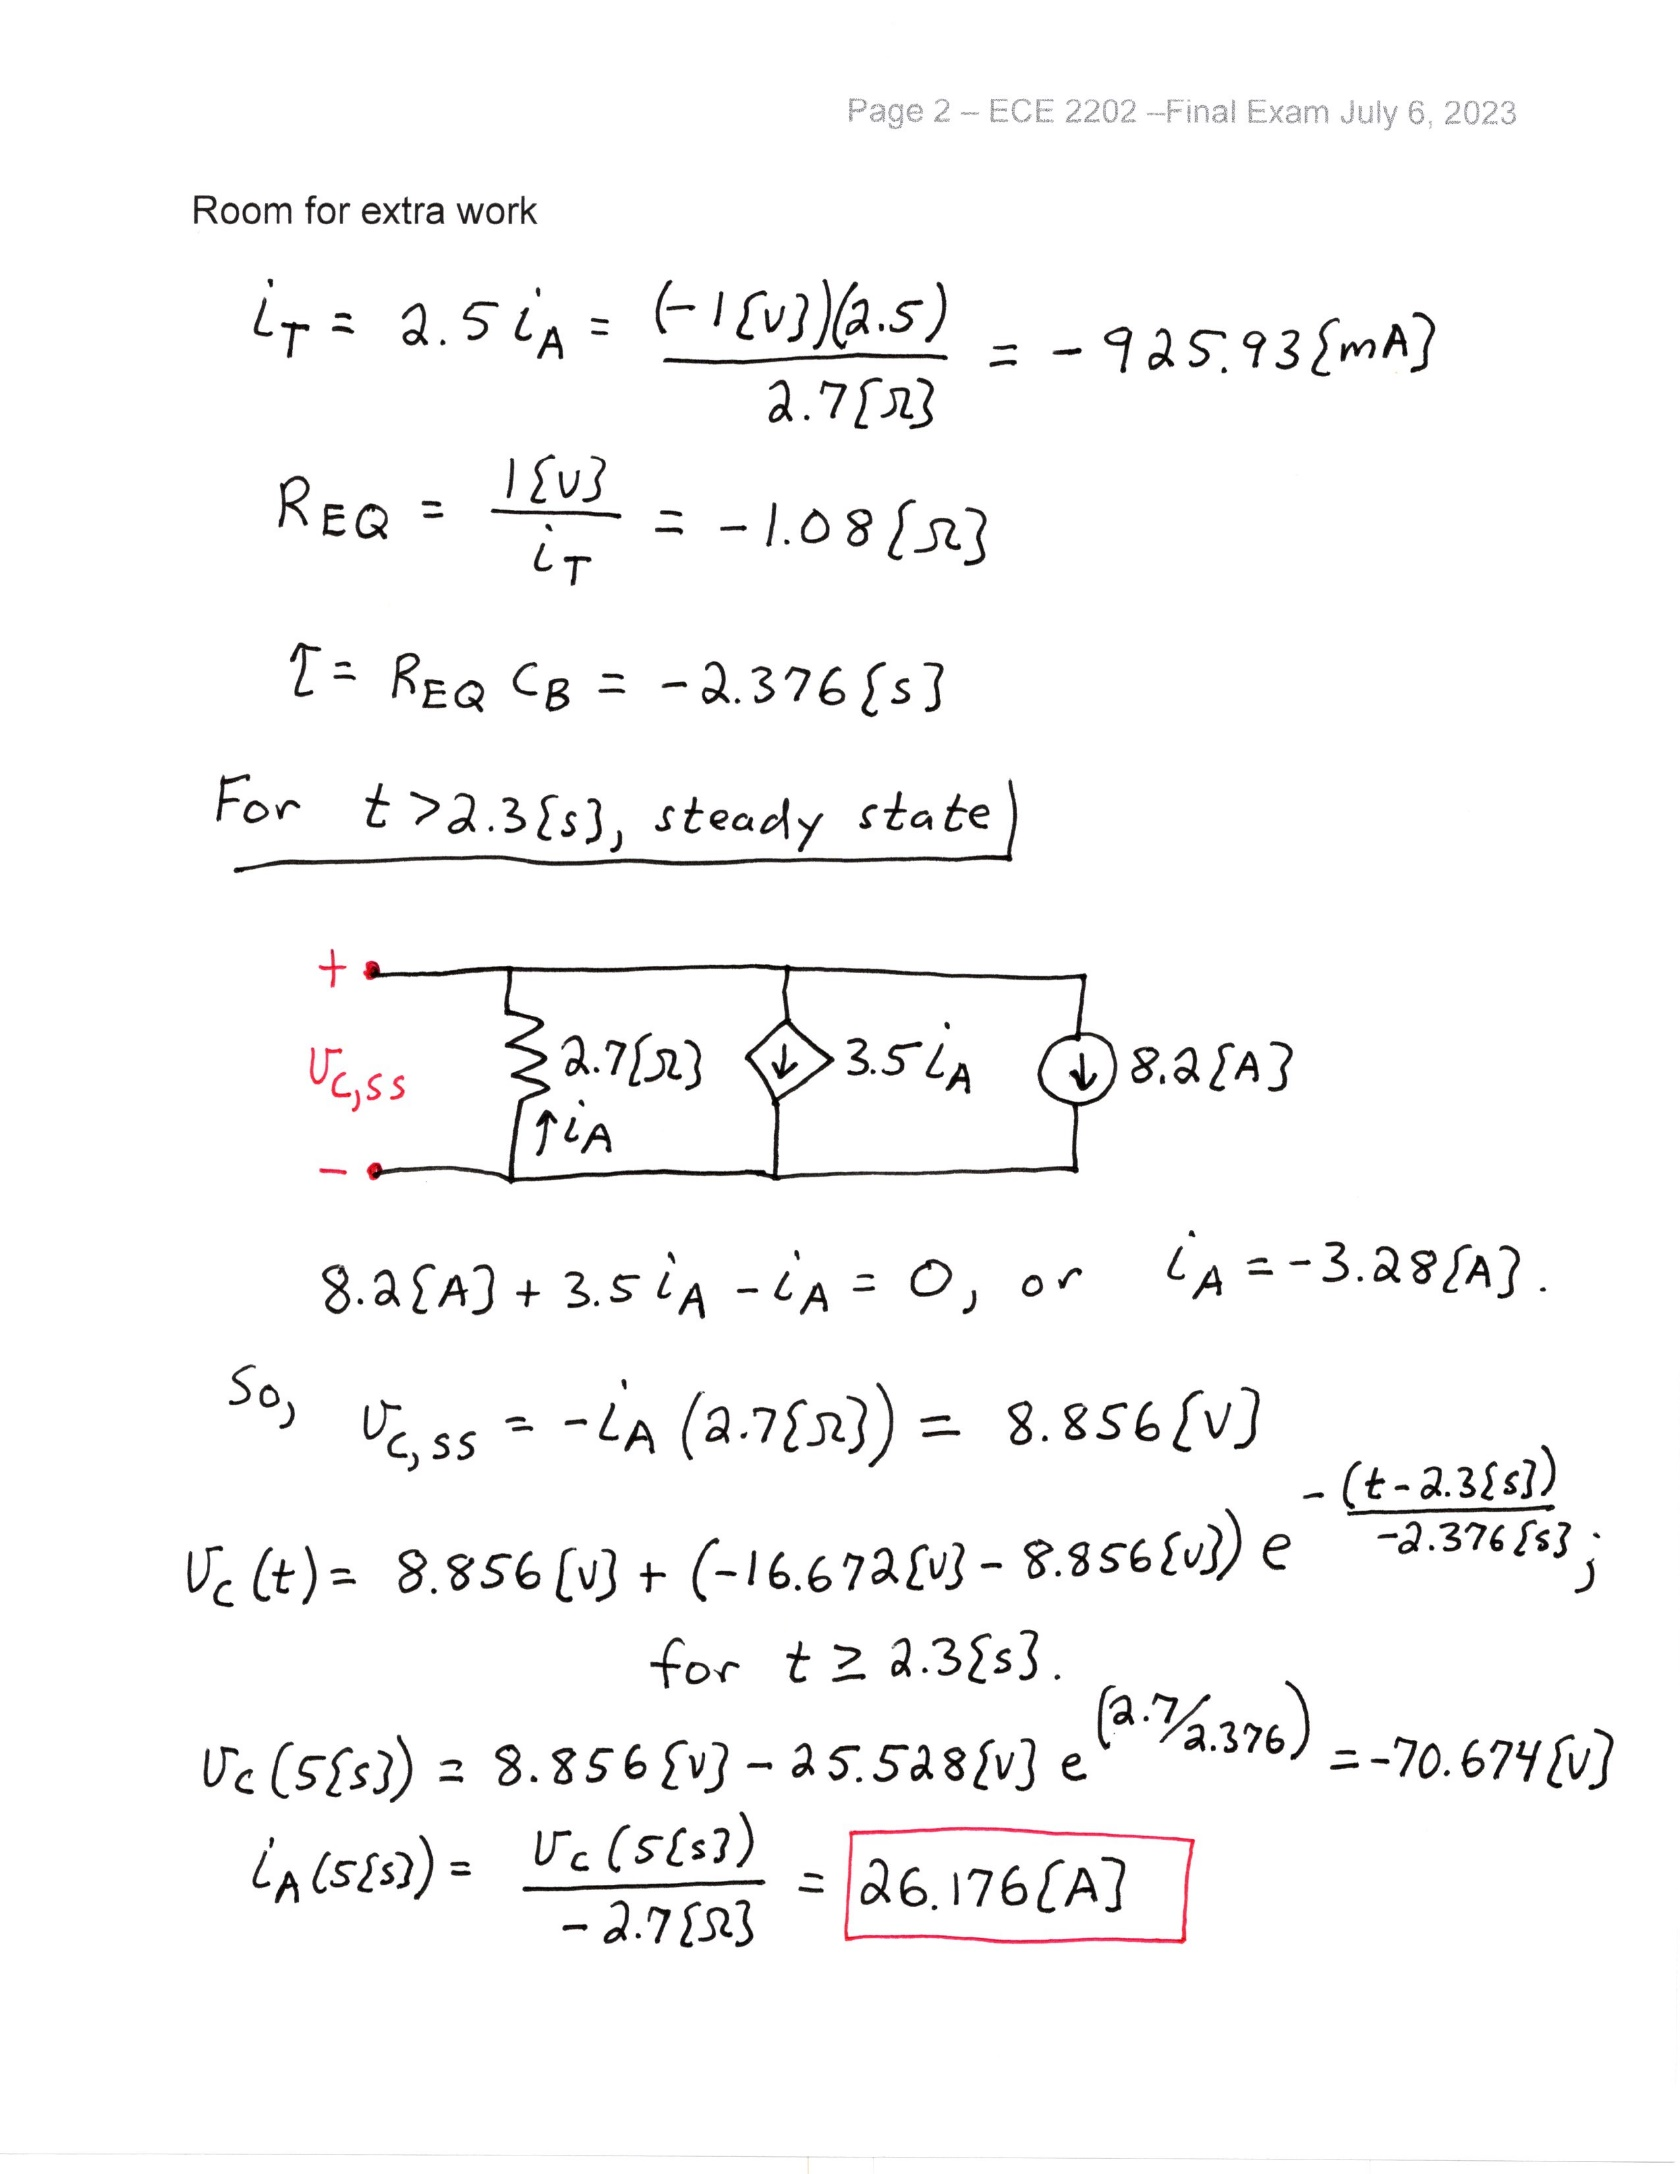 Page 2 – ECE 2202 –Final Exam July 6, 2023
Room for extra work
i_T = 2.5 i_A = (-1{V})(2.5) / 2.7{Ω} = -925.93{mA}
R_EQ = 1{V} / i_T = -1.08{Ω}
τ = R_EQ C_B = -2.376{s}
For t>2.3{s}, steady state
+
v_C,SS
-
2.7{Ω}
↑i_A
3.5 i_A
8.2{A}
8.2{A} + 3.5 i_A - i_A = 0, or i_A = -3.28{A}.
So, v_C,SS = -i_A (2.7{Ω}) = 8.856{V}
v_C(t) = 8.856{V} + (-16.672{V} - 8.856{V}) e^(-(t-2.3{s}) / -2.376{s});
for t ≥ 2.3{s}.
v_C(5{s}) = 8.856{V} - 25.528{V} e^(2.7/2.376) = -70.674{V}
i_A(5{s}) = v_C(5{s}) / -2.7{Ω} = 26.176{A}